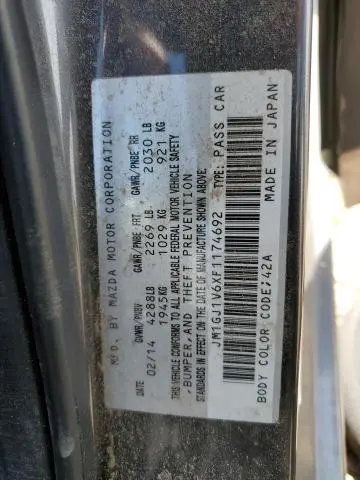 MFD. BY MAZDA MOTOR CORPORATION
DATE GVWR/PNBV GAWR/PNBE FRT GAWR/PNBE RR
02/14 4288LB 2269 LB 2030 LB
1945KG 1029 KG 921 KG
THIS VEHICLE CONFORMS TO ALL APPLICABLE FEDERAL MOTOR VEHICLE SAFETY
,BUMPER,AND THEFT PREVENTION
STANDARDS IN EFFECT ON THE DATE OF MANUFACTURE SHOWN ABOVE.
JM1GJ1V6XF1174692 TYPE: PASS CAR
BODY COLOR CODE:42A MADE IN JAPAN